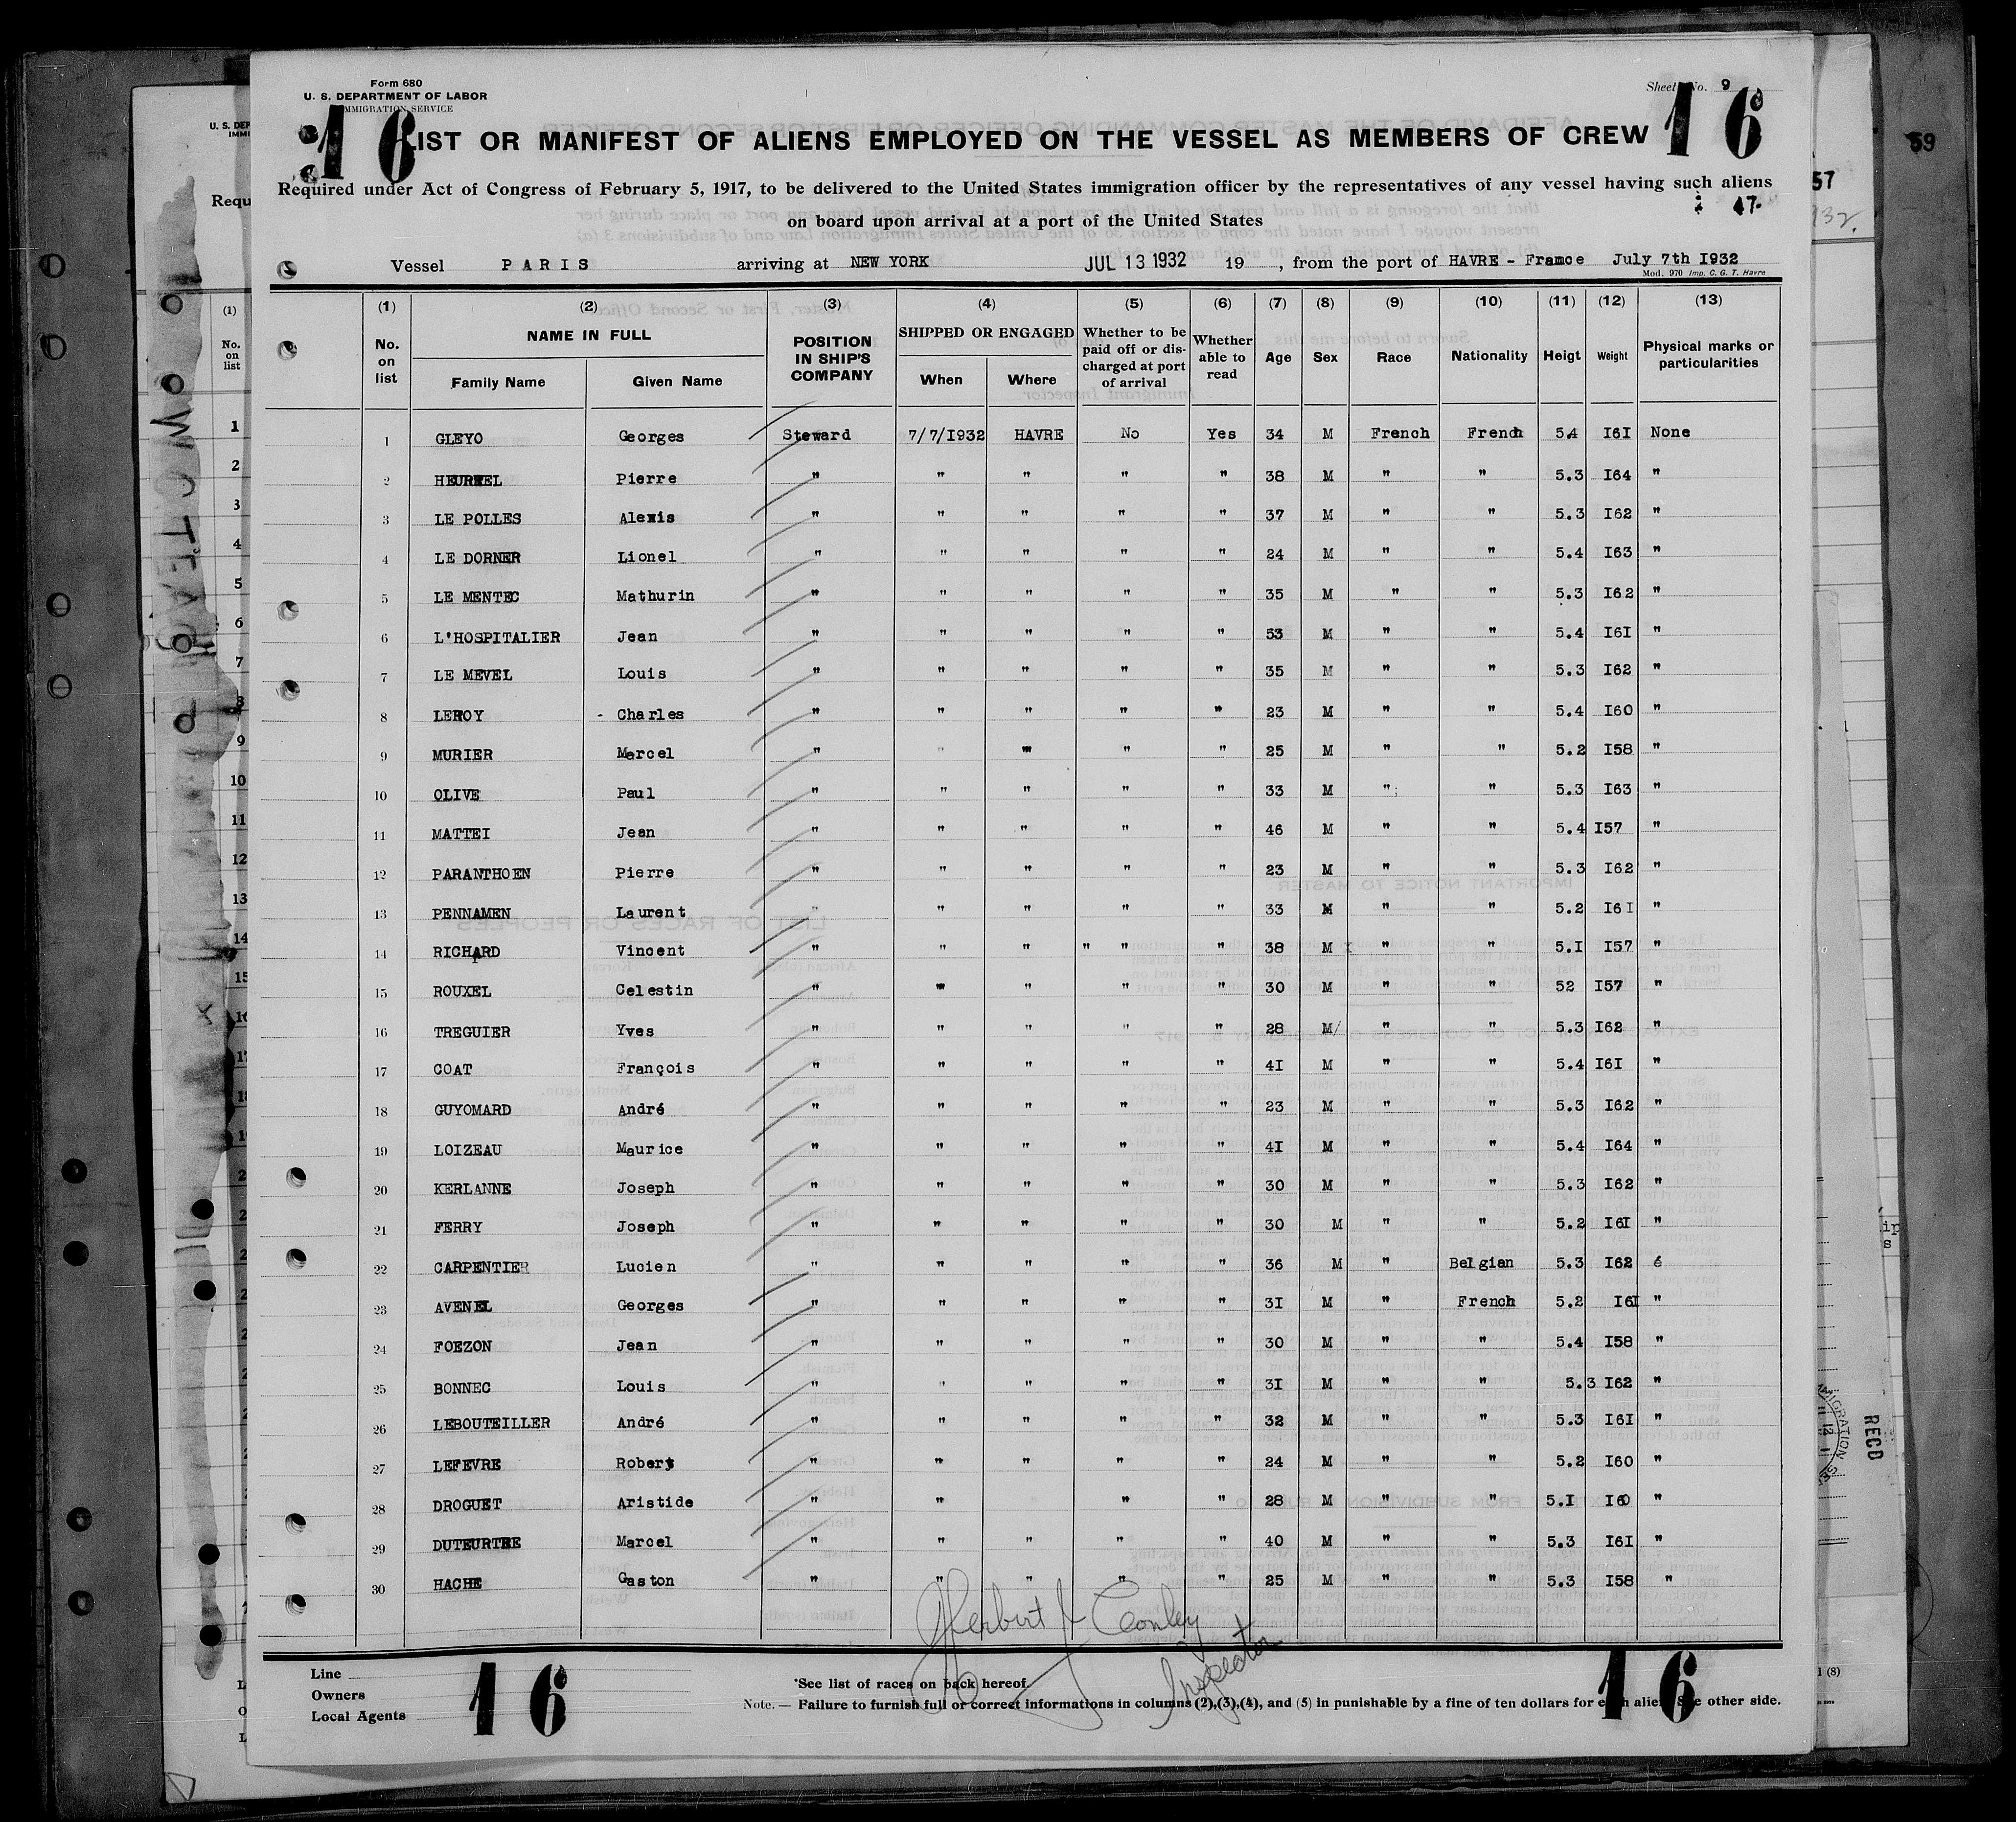 Form 680
U. S. DEPARTMENT OF LABOR
IMMIGRATION SERVICE
Sheet No. 9
16 16
LIST OR MANIFEST OF ALIENS EMPLOYED ON THE VESSEL AS MEMBERS OF CREW
Required under Act of Congress of February 5, 1917, to be delivered to the United States immigration officer by the representatives of any vessel having such aliens
on board upon arrival at a port of the United States
47
Vessel PARIS arriving at NEW YORK JUL 13 1932 19 , from the port of HAVRE - France July 7th I932
Mod. 970 Imp. C. G. T. Havre
(1) (2) (3) (4) (5) (6) (7) (8) (9) (10) (11) (12) (13)
No. on list NAME IN FULL Family Name Given Name POSITION IN SHIP'S COMPANY SHIPPED OR ENGAGED When Where Whether to be paid off or discharged at port of arrival Whether able to read Age Sex Race Nationality Heigt Weight Physical marks or particularities
1 GLEYO Georges Steward 7/7/I932 HAVRE No Yes 34 M French French 5.4 I6I None
2 HEURTEL Pierre " " " " " 38 M " " 5.3 I64 "
3 LE POLLES Alexis " " " " " 37 M " " 5.3 I62 "
4 LE DORNER Lionel " " " " " 24 M " " 5.4 I63 "
5 LE MENTEC Mathurin " " " " " 35 M " " 5.3 I62 "
6 L'HOSPITALIER Jean " " " " " 53 M " " 5.4 I6I "
7 LE MEVEL Louis " " " " " 35 M " " 5.3 I62 "
8 LEROY - Charles " " " " " 23 M " " 5.4 I60 "
9 MURIER Marcel " " " " " 25 M " " 5.2 I58 "
10 OLIVE Paul " " " " " 33 M " " 5.3 I63 "
11 MATTEI Jean " " " " " 46 M " " 5.4 I57 "
12 PARANTHOEN Pierre " " " " " 23 M " " 5.3 I62 "
13 PENNAMEN Laurent " " " " " 33 M " " 5.2 I6I "
14 RICHARD Vincent " " " " " " 38 M " " 5.I I57 "
15 ROUXEL Celestin " " " " " 30 M " " 52 I57 "
16 TREGUIER Yves " " " " " 28 M/ " " 5.3 I62 "
17 COAT François " " " " " 4I M " " 5.4 I6I "
18 GUYOMARD André " " " " " 23 M " " 5.3 I62 "
19 LOIZEAU Maurice " " " " " 4I M " " 5.4 I64 "
20 KERLANNE Joseph " " " " " 30 M " " 5.3 I62 "
21 FERRY Joseph " " " " " 30 M " " 5.2 I6I "
22 CARPENTIER Lucien " " " " " 36 M " Belgian 5.3 I62
23 AVENEL Georges " " " " " 3I M " French 5.2 I6I "
24 FOEZON Jean " " " " " 30 M " " 5.4 I58 "
25 BONNEC Louis " " " " " 3I M " " 5.3 I62 "
26 LEBOUTEILLER André " " " " " 32 M " " 5.3 I6I "
27 LEFEVRE Robert " " " " " 24 M " " 5.2 I60 "
28 DROGUET Aristide " " " " 28 M " " 5.I I60 "
29 DUTEURTRE Marcel " " " " " 40 M " " 5.3 I6I "
30 HACHE Gaston " " " " " 25 M " " 5.3 I58 "
Herbert J. Conley
Inspector
Line
Owners
Local Agents
16 16
*See list of races on back hereof.
Note. — Failure to furnish full or correct informations in columns (2),(3),(4), and (5) in punishable by a fine of ten dollars for each alien. See other side.
59
57
RECD